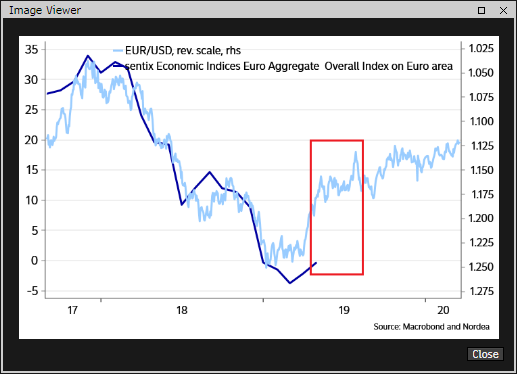 Image Viewer
EUR/USD, rev. scale, rhs
sentix Economic Indices Euro Aggregate Overall Index on Euro area
35 1.025
30 1.050
25 1.075
20 1.100
15 1.125
10 1.150
5 1.175
0 1.200
-5 1.225
1.250
1.275
17 18 19 20
Source: Macrobond and Nordea
Close